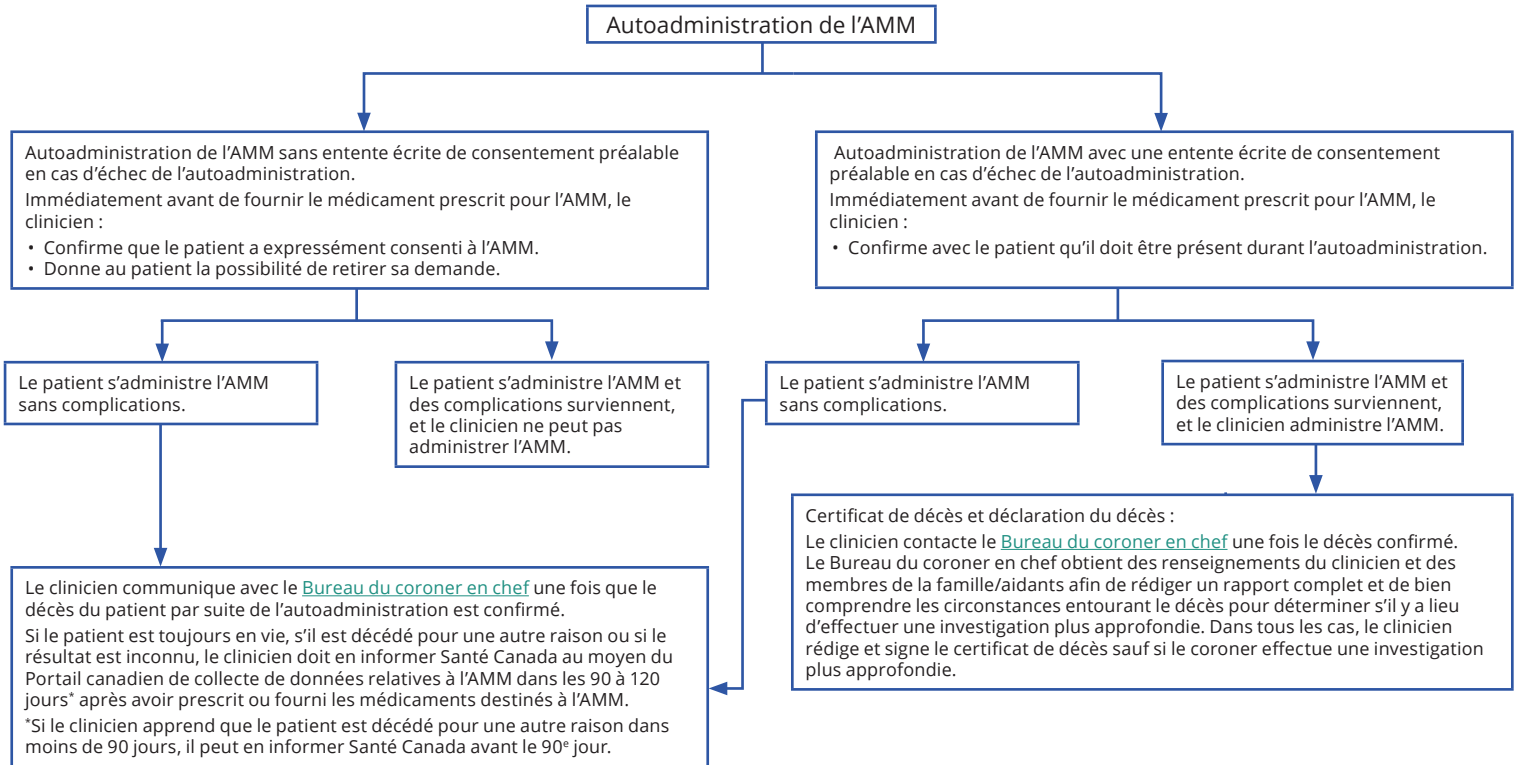 Autoadministration de l'AMM
Autoadministration de l'AMM sans entente écrite de consentement préalable
en cas d'échec de l'autoadministration.
Immédiatement avant de fournir le médicament prescrit pour l'AMM, le
clinicien :
• Confirme que le patient a expressément consenti à l'AMM.
• Donne au patient la possibilité de retirer sa demande.
Autoadministration de l'AMM avec une entente écrite de consentement
préalable en cas d'échec de l'autoadministration.
Immédiatement avant de fournir le médicament prescrit pour l'AMM, le
clinicien :
• Confirme avec le patient qu'il doit être présent durant l'autoadministration.
Le patient s'administre l'AMM
sans complications.
Le patient s'administre l'AMM et
des complications surviennent,
et le clinicien ne peut pas
administrer l'AMM.
Le patient s'administre l'AMM
sans complications.
Le patient s'administre l'AMM et
des complications surviennent,
et le clinicien administre l'AMM.
Le clinicien communique avec le Bureau du coroner en chef une fois que le
décès du patient par suite de l'autoadministration est confirmé.
Si le patient est toujours en vie, s'il est décédé pour une autre raison ou si le
résultat est inconnu, le clinicien doit en informer Santé Canada au moyen du
Portail canadien de collecte de données relatives à l'AMM dans les 90 à 120
jours* après avoir prescrit ou fourni les médicaments destinés à l'AMM.
*Si le clinicien apprend que le patient est décédé pour une autre raison dans
moins de 90 jours, il peut en informer Santé Canada avant le 90e jour.
Certificat de décès et déclaration du décès :
Le clinicien contacte le Bureau du coroner en chef une fois le décès confirmé.
Le Bureau du coroner en chef obtient des renseignements du clinicien et des
membres de la famille/aidants afin de rédiger un rapport complet et de bien
comprendre les circonstances entourant le décès pour déterminer s'il y a lieu
d'effectuer une investigation plus approfondie. Dans tous les cas, le clinicien
rédige et signe le certificat de décès sauf si le coroner effectue une investigation
plus approfondie.